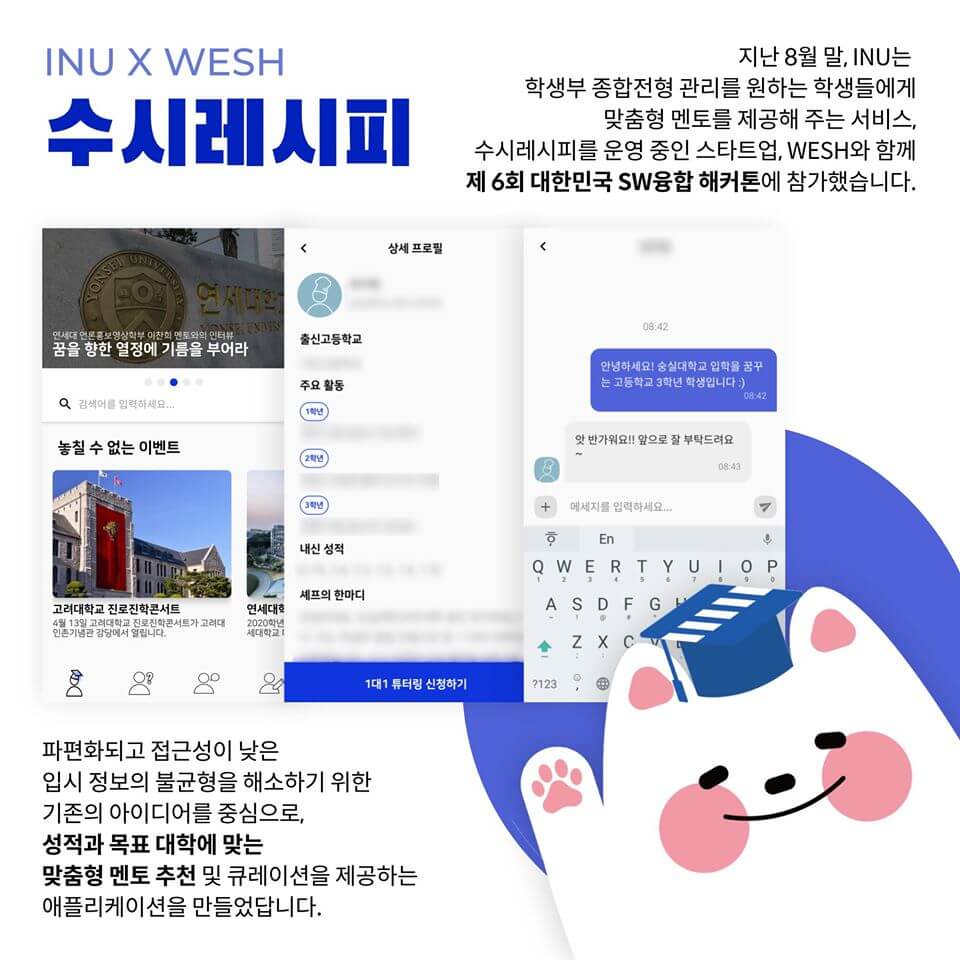 INU X WESH
수시레시피
지난 8월 말, INU는
학생부 종합전형 관리를 원하는 학생들에게
맞춤형 멘토를 제공해 주는 서비스,
수시레시피를 운영 중인 스타트업, WESH와 함께
제 6회 대한민국 SW융합 해커톤에 참가했습니다.
YONSEI UNIVERSITY
연세대학교
YONSEI UNIVERS
연세대 언론홍보영상학부 이찬희 멘토와의 인터뷰
꿈을 향한 열정에 기름을 부어라
검색어를 입력하세요...
놓칠 수 없는 이벤트
고려대학교 진로진학콘서트
4월 13일 고려대학교 진로진학콘서트가 고려대
인촌기념관 강당에서 열립니다.
연세대학
2020학년
세대학교 대
상세 프로필
출신고등학교
주요 활동
1학년
2학년
3학년
내신 성적
셰프의 한마디
1대1 튜터링 신청하기
08:42
안녕하세요! 숭실대학교 입학을 꿈꾸
는 고등학교 3학년 학생입니다 :)
08:42
앗 반가워요!! 앞으로 잘 부탁드려요
~
08:43
메세지를 입력하세요...
En
Q W E R T Y U I O P
1 2 3 4 5 6 7 8 9 0
A S D F G H
Z X C V
?123
파편화되고 접근성이 낮은
입시 정보의 불균형을 해소하기 위한
기존의 아이디어를 중심으로,
성적과 목표 대학에 맞는
맞춤형 멘토 추천 및 큐레이션을 제공하는
애플리케이션을 만들었답니다.